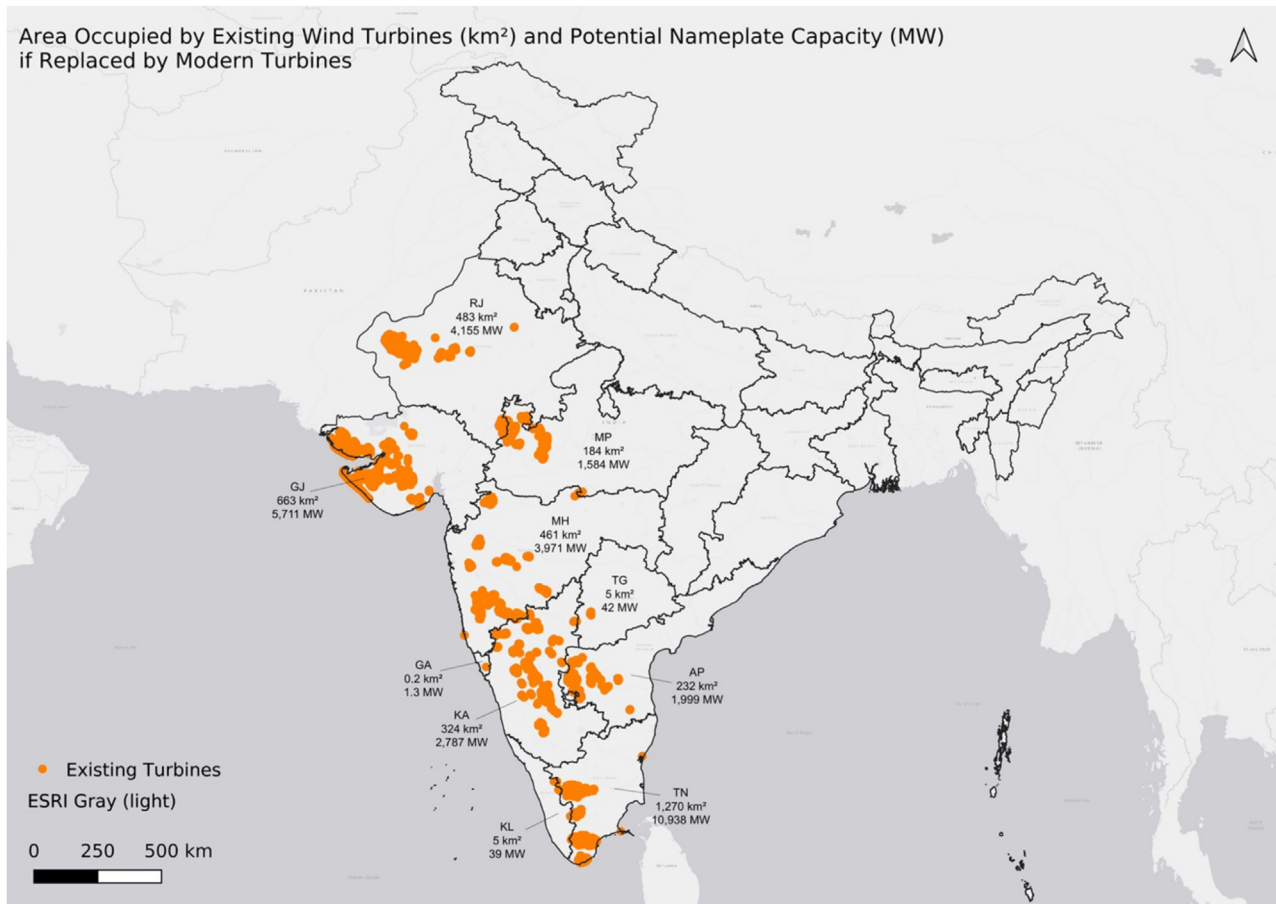 Area Occupied by Existing Wind Turbines (km²) and Potential Nameplate Capacity (MW)
if Replaced by Modern Turbines
PAKISTAN
RJ
483 km²
4,155 MW
INDIA
MP
184 km²
1,584 MW
GJ
663 km²
5,711 MW
MH
461 km²
3,971 MW
TG
5 km²
42 MW
GA
0.2 km²
1.3 MW
AP
232 km²
1,999 MW
KA
324 km²
2,787 MW
TN
1,270 km²
10,938 MW
KL
5 km²
39 MW
Existing Turbines
ESRI Gray (light)
0 250 500 km